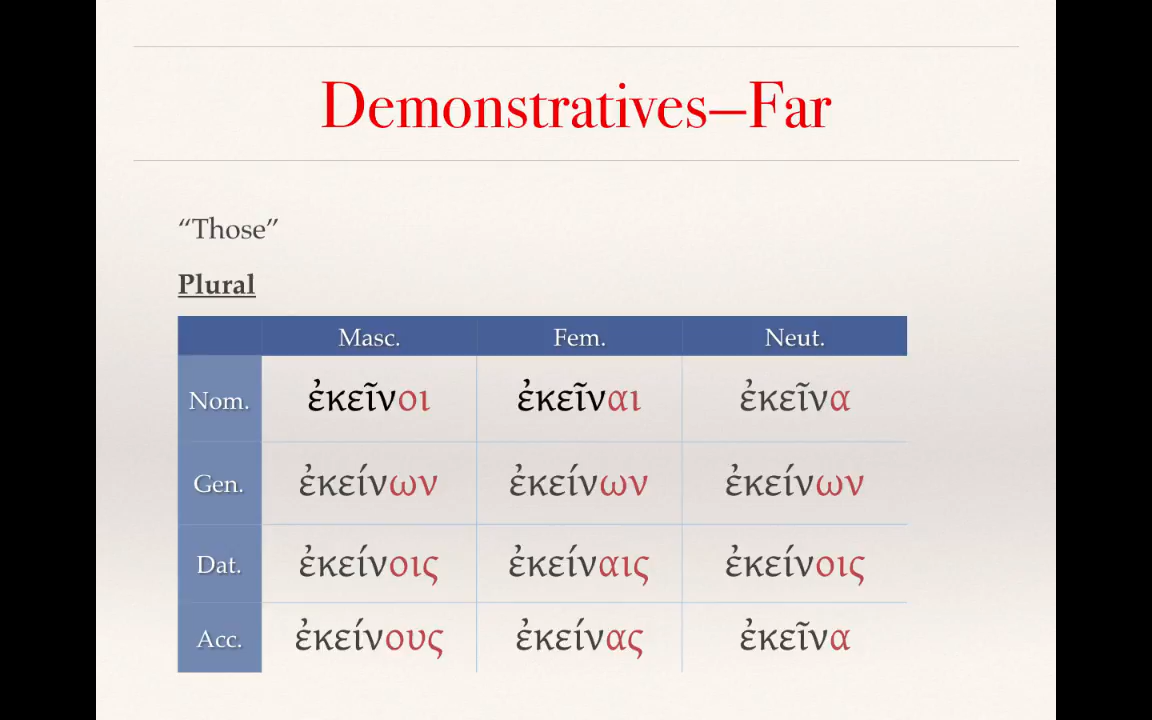 Demonstratives—Far
“Those”
Plural
Masc. Fem. Neut.
Nom. ἐκεῖνοι ἐκεῖναι ἐκεῖνα
Gen. ἐκείνων ἐκείνων ἐκείνων
Dat. ἐκείνοις ἐκείναις ἐκείνοις
Acc. ἐκείνους ἐκείνας ἐκεῖνα